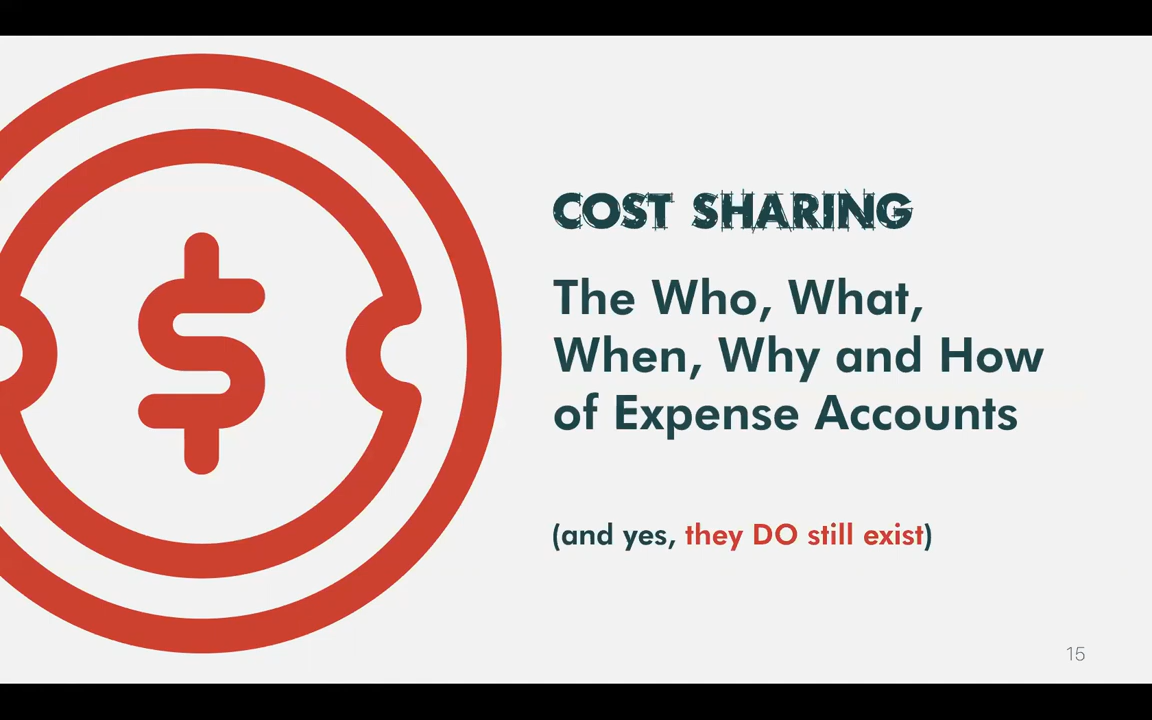 COST SHARING
The Who, What,
When, Why and How
of Expense Accounts
(and yes, they DO still exist)
15